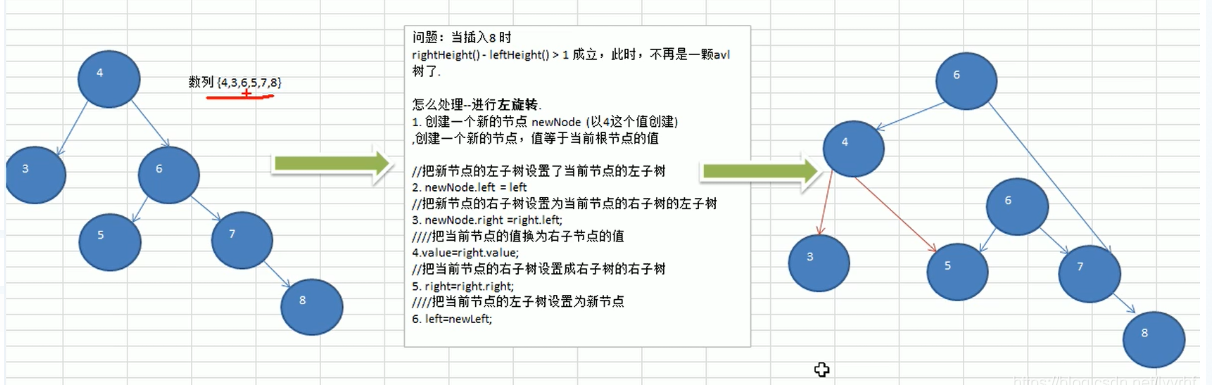 4
数列 {4,3,6,5,7,8}
3
6
5
7
8
问题：当插入8 时
rightHeight() - leftHeight() > 1 成立，此时，不再是一颗avl
树了.
怎么处理--进行左旋转.
1. 创建一个新的节点 newNode (以4这个值创建)
,创建一个新的节点，值等于当前根节点的值
//把新节点的左子树设置了当前节点的左子树
2. newNode.left = left
//把新节点的右子树设置为当前节点的右子树的左子树
3. newNode.right =right.left;
////把当前节点的值换为右子节点的值
4.value=right.value;
//把当前节点的右子树设置成右子树的右子树
5. right=right.right;
////把当前节点的左子树设置为新节点
6. left=newLeft;
6
4
6
3
5
7
8